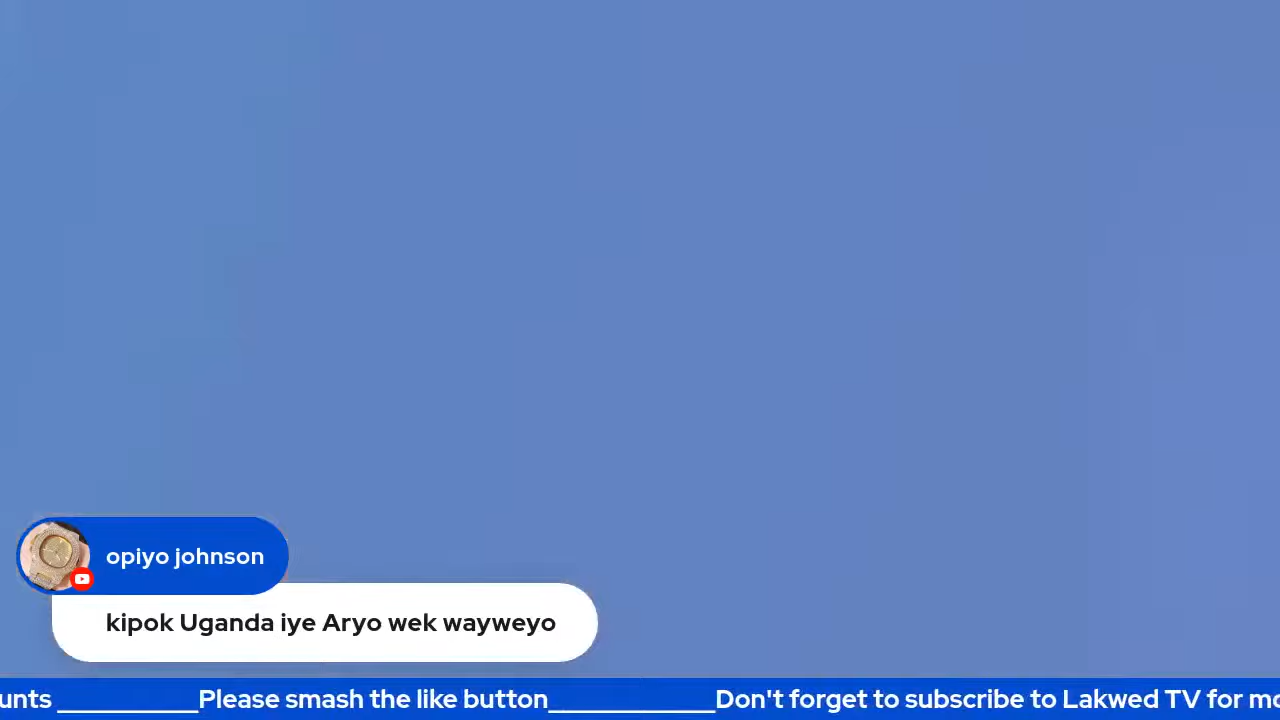 opiyo johnson
kipok Uganda iye Aryo wek wayweyo
unts __________Please smash the like button____________Don't forget to subscribe to Lakwed TV for mo